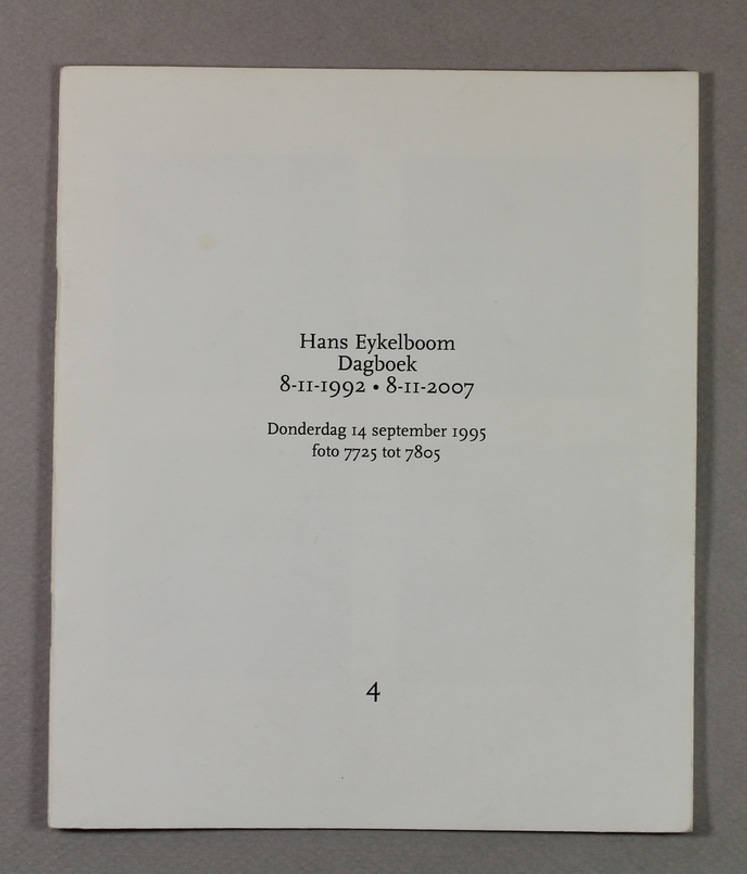 Hans Eykelboom
Dagboek
8-11-1992 • 8-11-2007
Donderdag 14 september 1995
foto 7725 tot 7805
4